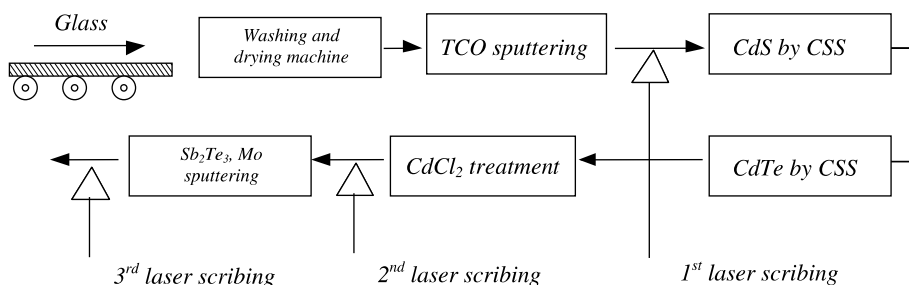 Glass
Washing and
drying machine
TCO sputtering
CdS by CSS
Sb₂Te₃, Mo
sputtering
CdCl₂ treatment
CdTe by CSS
3rd laser scribing
2nd laser scribing
1st laser scribing